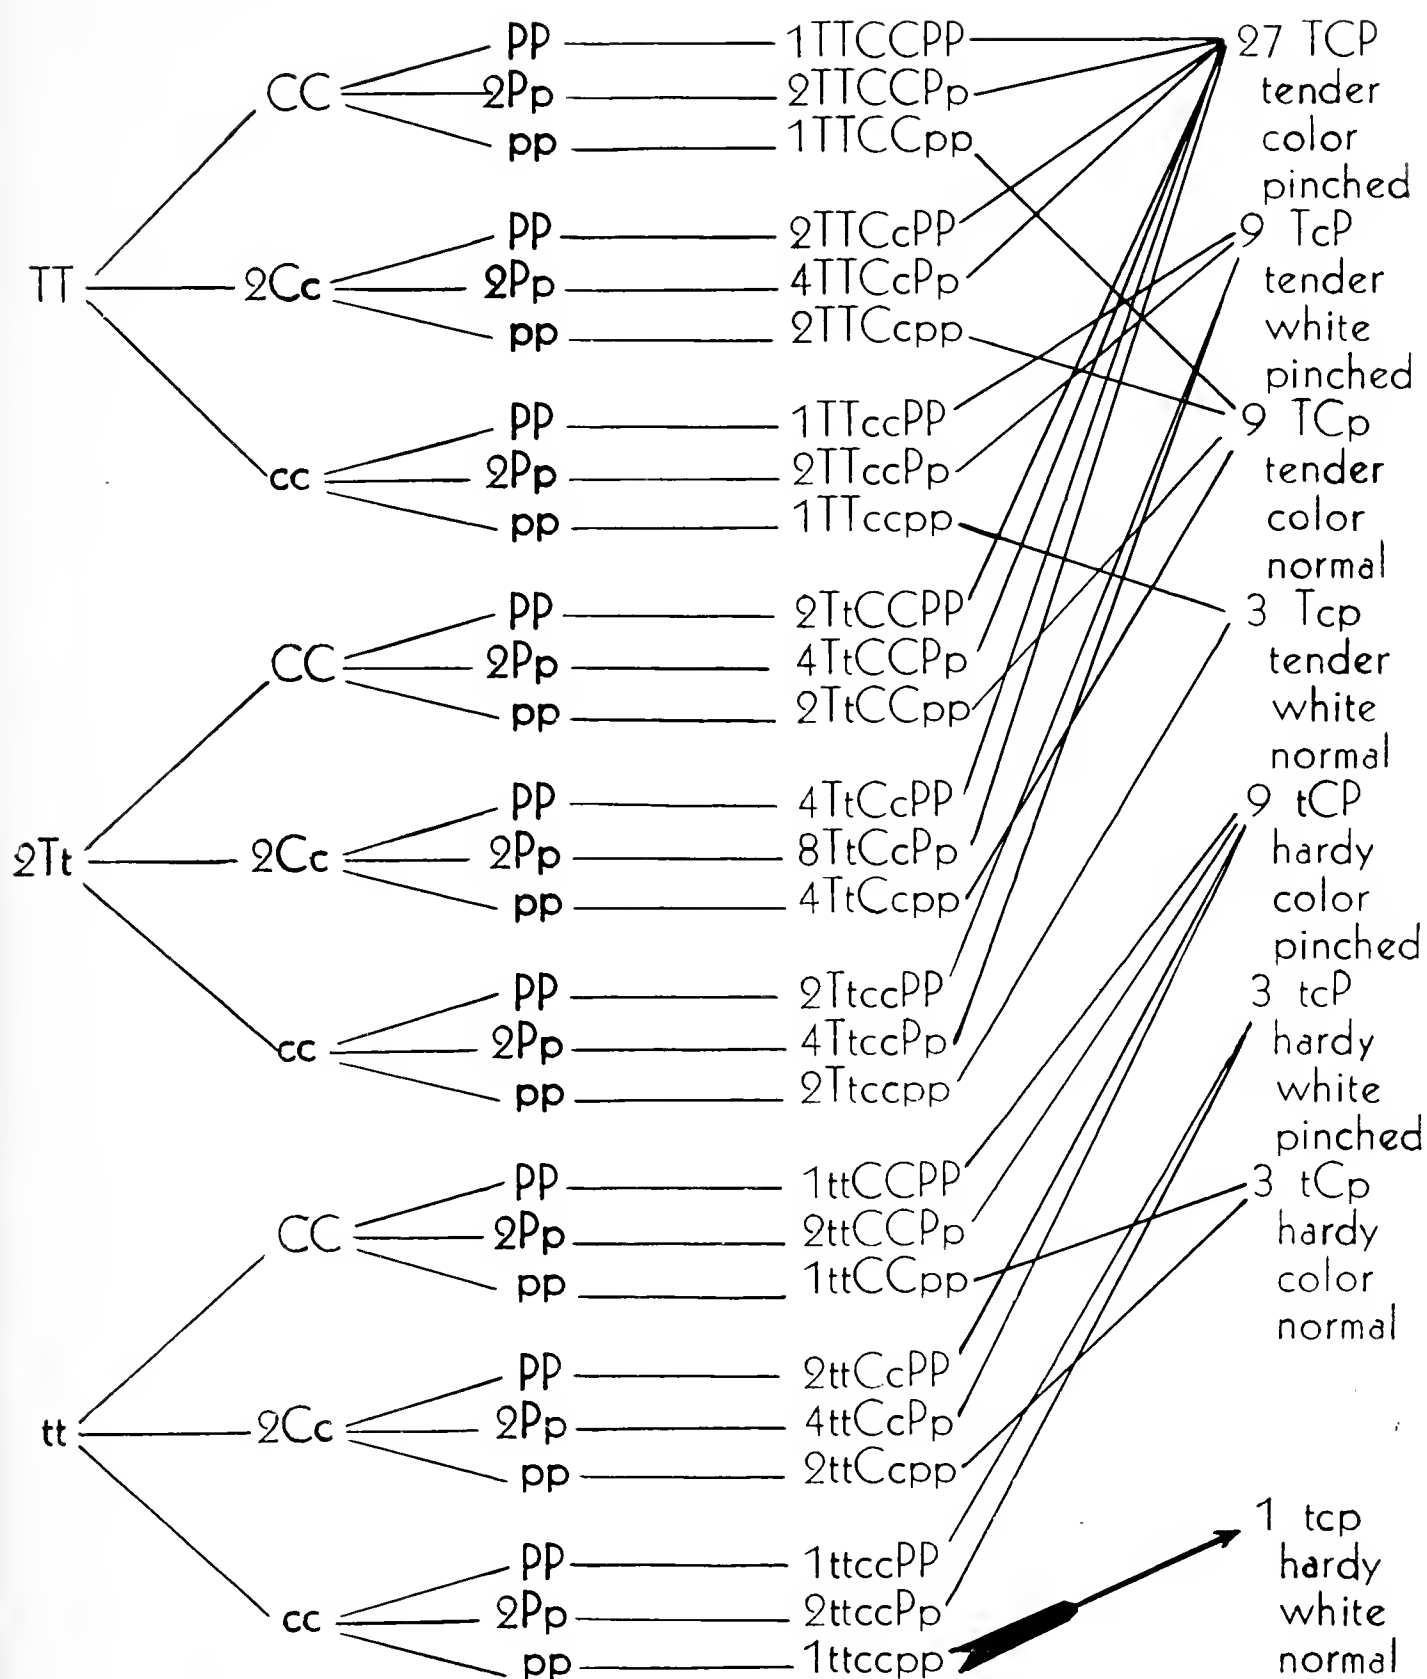 PP 1TTCCPP 27 TCP
CC 2Pp 2TTCCPp tender
pp 1TTCCpp color
pinched
PP 2TTCcPP 9 TcP
TT 2Cc 2Pp 4TTCcPp tender
pp 2TTCcpp white
pinched
PP 1TTccPP 9 TCp
cc 2Pp 2TTccPp tender
pp 1TTccpp color
normal
PP 2TtCCPP 3 Tcp
CC 2Pp 4TtCCPp tender
pp 2TtCCpp white
normal
PP 4TtCcPP 9 tCP
2Tt 2Cc 2Pp 8TtCcPp hardy
pp 4TtCcpp color
pinched
PP 2TtccPP 3 tcP
cc 2Pp 4TtccPp hardy
pp 2Ttccpp white
pinched
PP 1ttCCPP 3 tCp
CC 2Pp 2ttCCPp hardy
pp 1ttCCpp color
normal
PP 2ttCcPP
tt 2Cc 2Pp 4ttCcPp
pp 2ttCcpp
1 tcp
PP 1ttccPP hardy
cc 2Pp 2ttccPp white
pp 1ttccpp normal